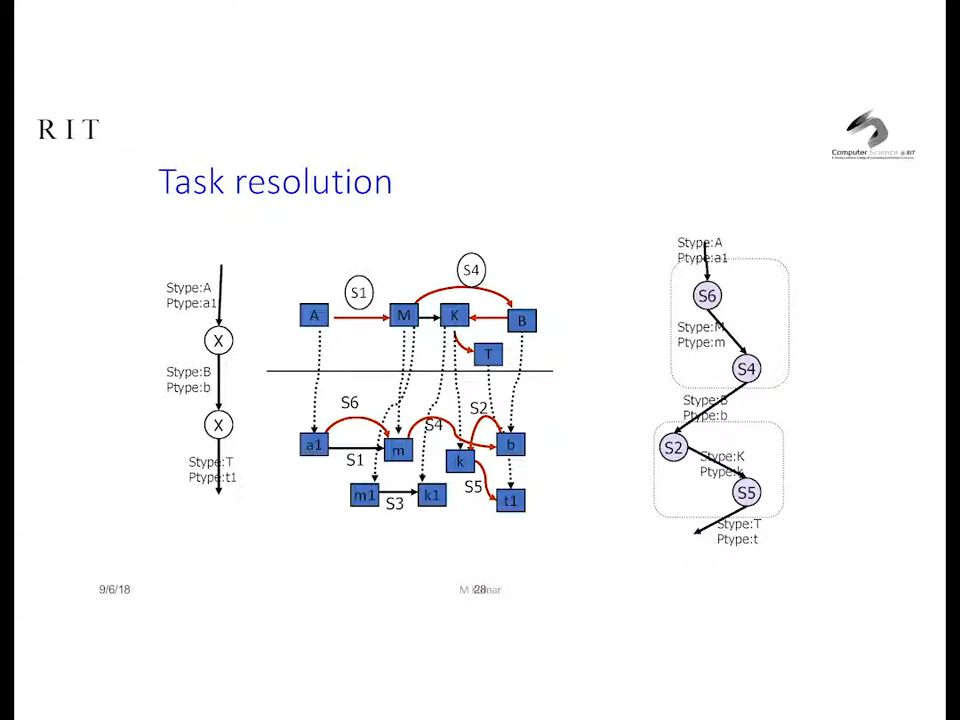 R I T
Computer Science @ RIT
Task resolution
Stype:A
Ptype:a1
X
Stype:B
Ptype:b
X
Stype:T
Ptype:t1
S1
S4
A
M
K
B
T
S6
S4
S2
a1
S1
m
k
b
S5
m1
S3
k1
t1
Stype:A
Ptype:a1
S6
Stype:M
Ptype:m
S4
Stype:B
Ptype:b
S2
Stype:K
Ptype:k
S5
Stype:T
Ptype:t
9/6/18
28